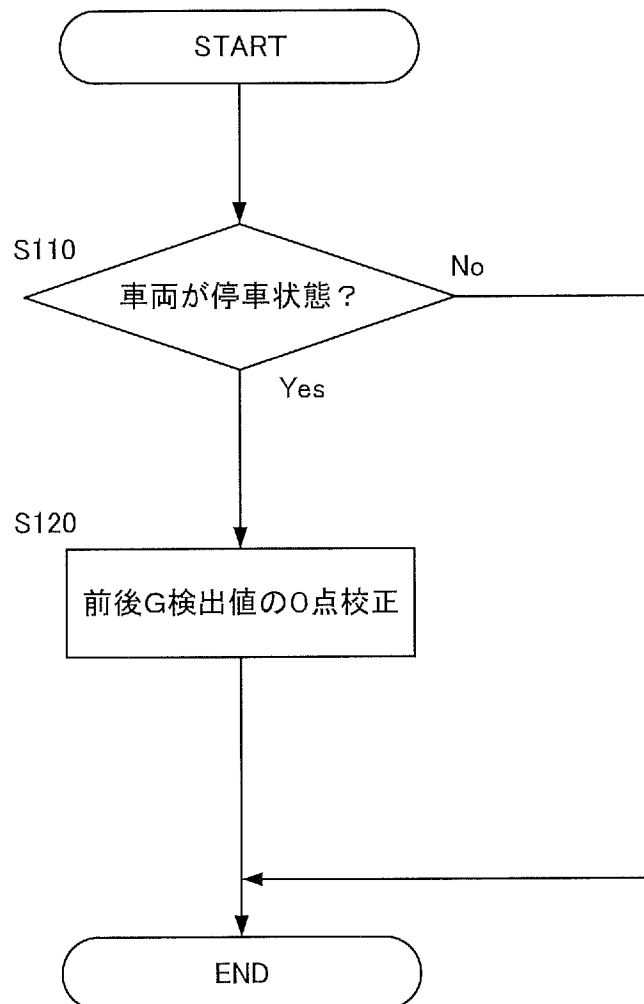 START
S110
車両が停車状態？
No
Yes
S120
前後G検出値の0点校正
END